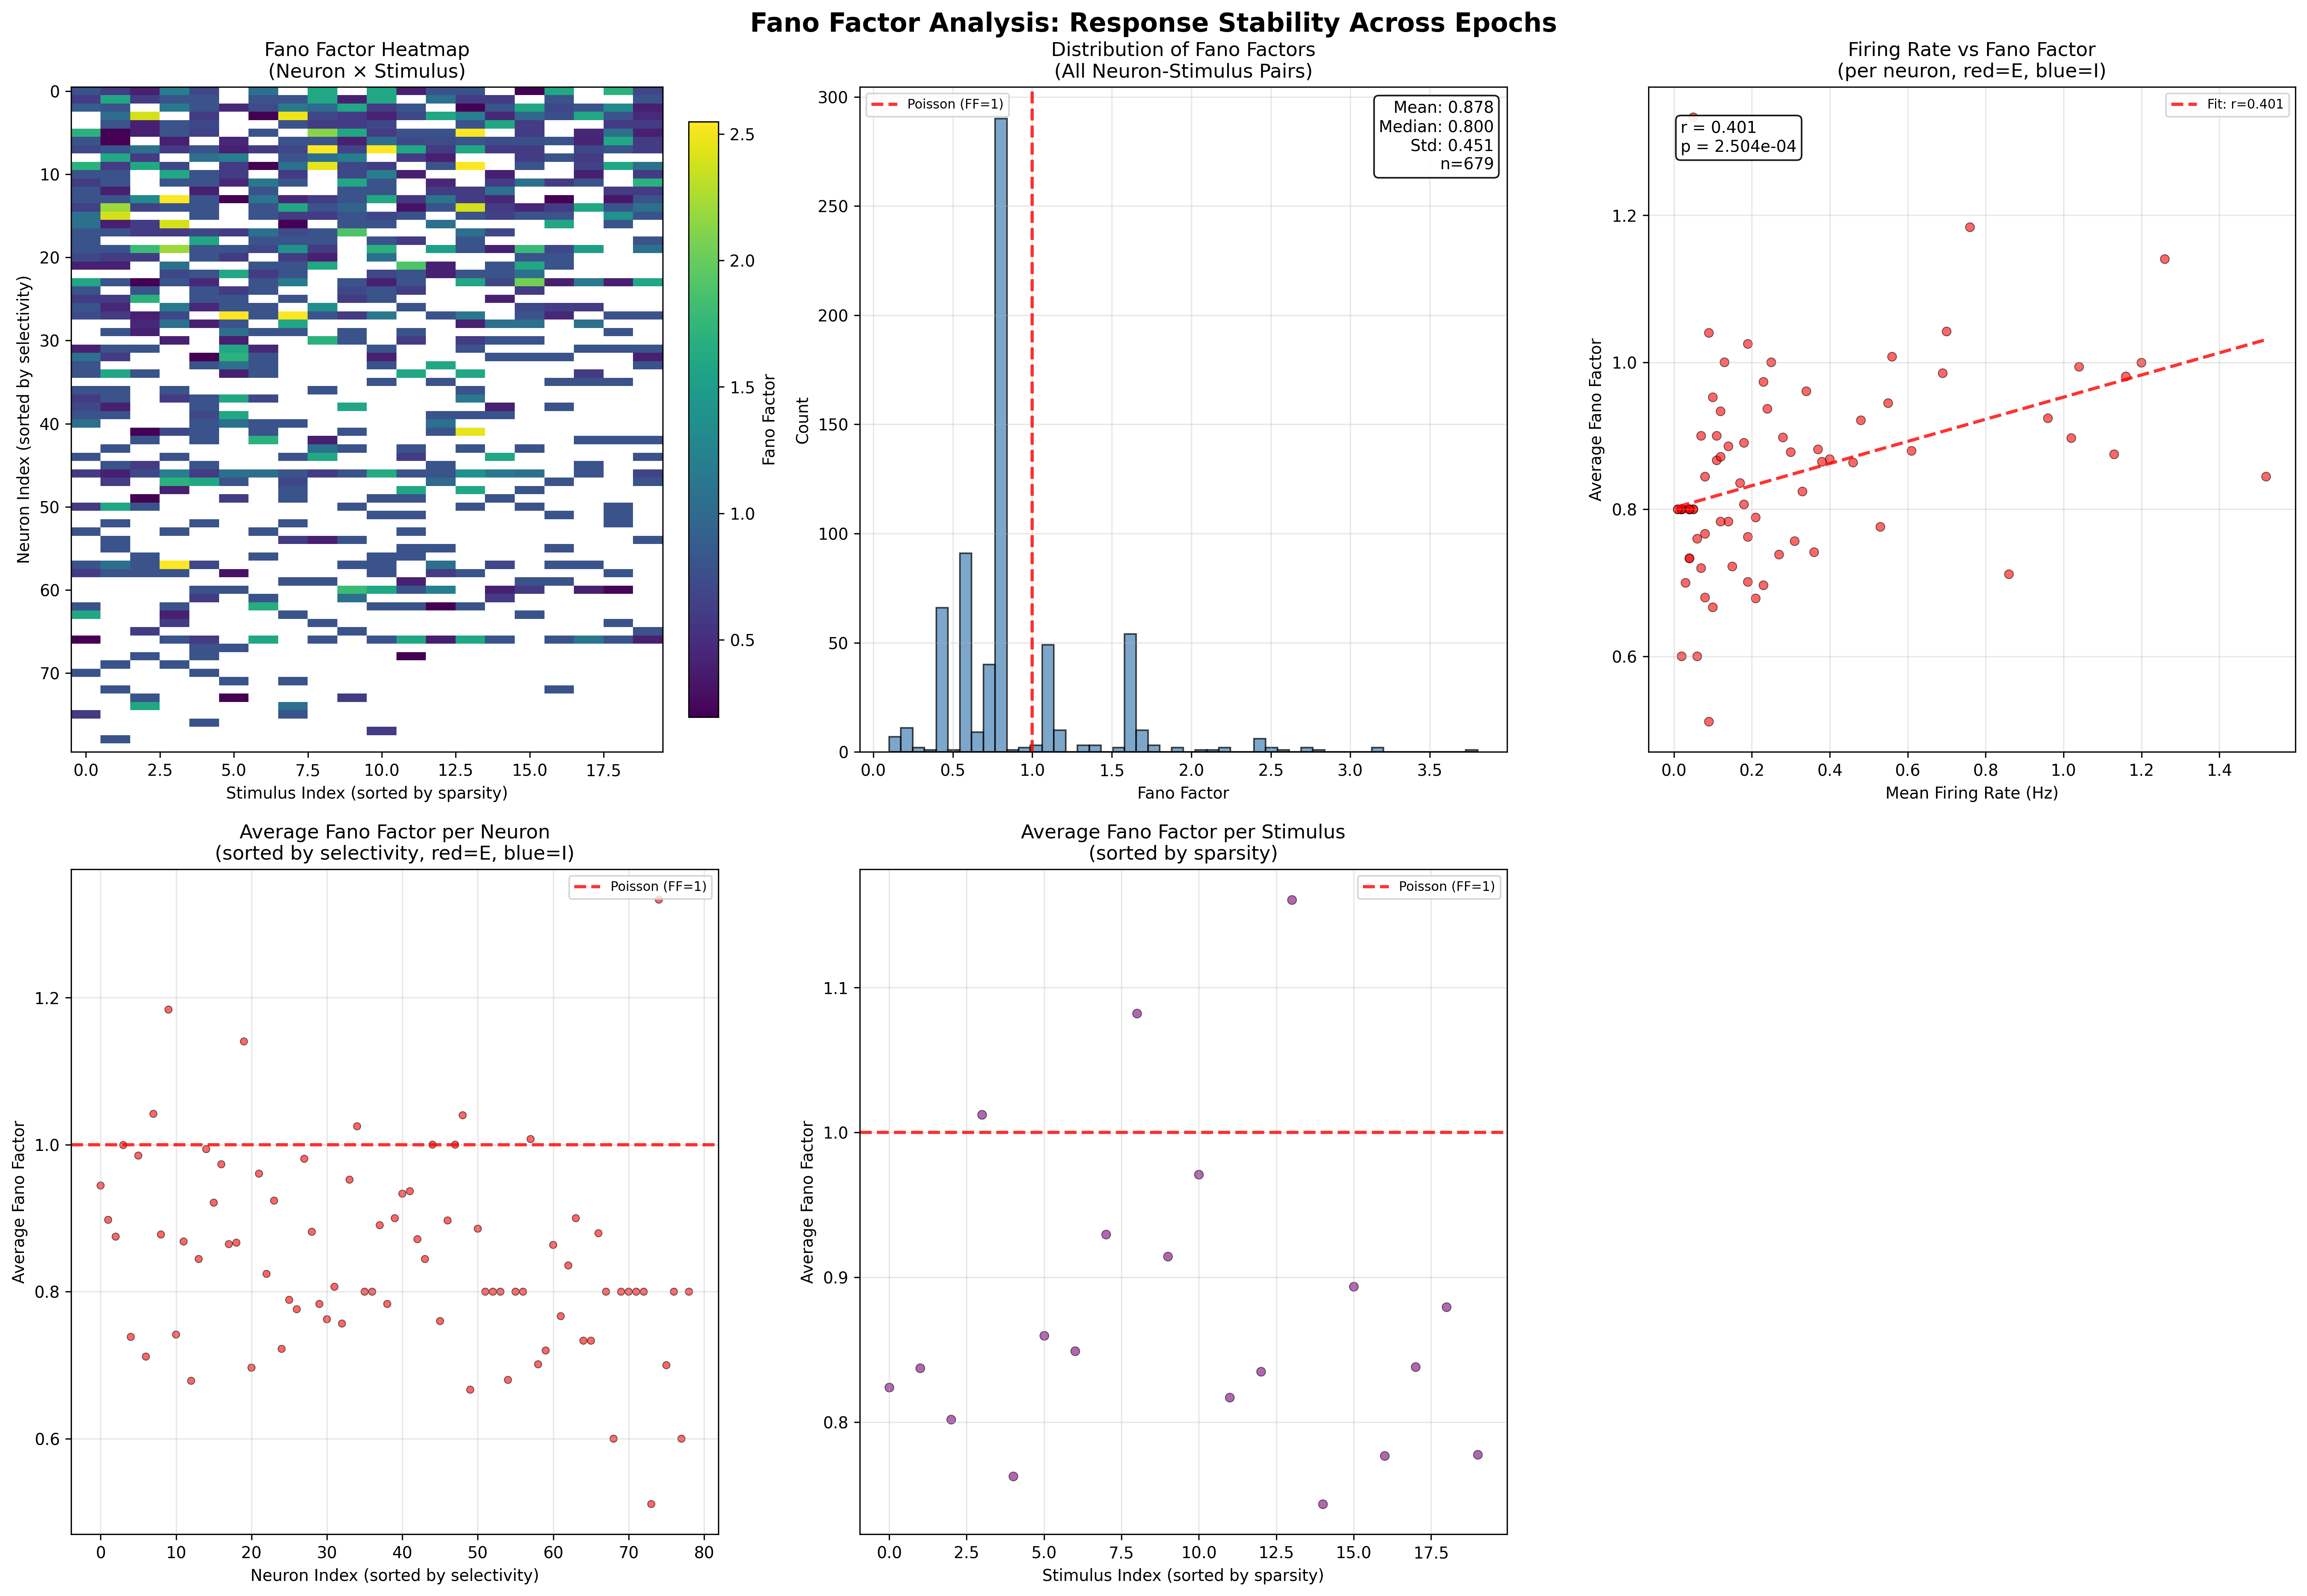 Fano Factor Analysis: Response Stability Across Epochs
Fano Factor Heatmap
(Neuron × Stimulus)
0
10
20
30
40
50
60
70
Neuron Index (sorted by selectivity)
0.0
2.5
5.0
7.5
10.0
12.5
15.0
17.5
Stimulus Index (sorted by sparsity)
2.5
2.0
1.5
1.0
0.5
Fano Factor
Distribution of Fano Factors
(All Neuron-Stimulus Pairs)
Poisson (FF=1)
Mean: 0.878
Median: 0.800
Std: 0.451
n=679
300
250
200
150
100
50
0
Count
0.0
0.5
1.0
1.5
2.0
2.5
3.0
3.5
Fano Factor
Firing Rate vs Fano Factor
(per neuron, red=E, blue=I)
Fit: r=0.401
r = 0.401
p = 2.504e-04
1.2
1.0
0.8
0.6
Average Fano Factor
0.0
0.2
0.4
0.6
0.8
1.0
1.2
1.4
Mean Firing Rate (Hz)
Average Fano Factor per Neuron
(sorted by selectivity, red=E, blue=I)
Poisson (FF=1)
1.2
1.0
0.8
0.6
Average Fano Factor
0
10
20
30
40
50
60
70
80
Neuron Index (sorted by selectivity)
Average Fano Factor per Stimulus
(sorted by sparsity)
Poisson (FF=1)
1.1
1.0
0.9
0.8
Average Fano Factor
0.0
2.5
5.0
7.5
10.0
12.5
15.0
17.5
Stimulus Index (sorted by sparsity)